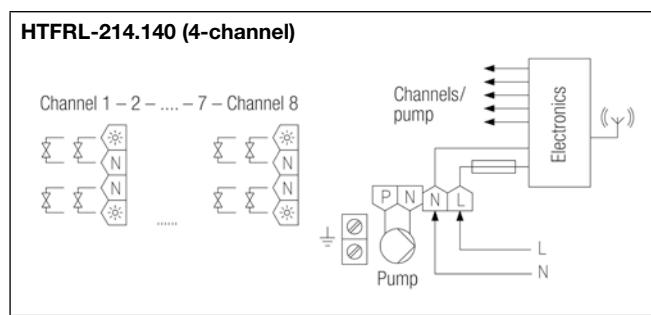 HTFRL-214.140 (4-channel)
Channel 1 – 2 - .... – 7 – Channel 8
Channels/
pump
Electronics
N
N
N
N
......
P N N L
Pump
L
N